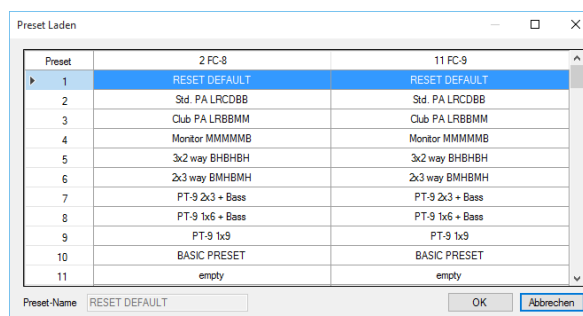 Preset Laden
Preset 2 FC-8 11 FC-9
1 RESET DEFAULT RESET DEFAULT
2 Std. PA LRCDBB Std. PA LRCDBB
3 Club PA LRBBMM Club PA LRBBMM
4 Monitor MMMMMB Monitor MMMMMB
5 3x2 way BHBHBH 3x2 way BHBHBH
6 2x3 way BMHBMH 2x3 way BMHBMH
7 PT-9 2x3 + Bass PT-9 2x3 + Bass
8 PT-9 1x6 + Bass PT-9 1x6 + Bass
9 PT-9 1x9 PT-9 1x9
10 BASIC PRESET BASIC PRESET
11 empty empty
Preset-Name RESET DEFAULT OK Abbrechen